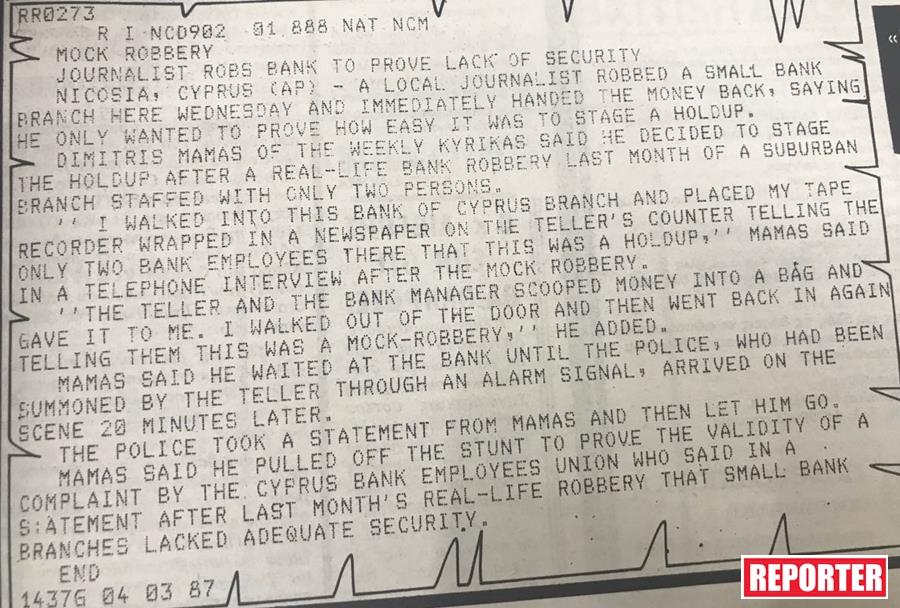 RR0273
R I NCD902 01 888 NAT NCM
MOCK ROBBERY
JOURNALIST ROBS BANK TO PROVE LACK OF SECURITY
NICOSIA, CYPRUS (AP) - A LOCAL JOURNALIST ROBBED A SMALL BANK
BRANCH HERE WEDNESDAY AND IMMEDIATELY HANDED THE MONEY BACK, SAYING
HE ONLY WANTED TO PROVE HOW EASY IT WAS TO STAGE A HOLDUP.
DIMITRIS MAMAS OF THE WEEKLY KYRIKAS SAID HE DECIDED TO STAGE
THE HOLDUP AFTER A REAL-LIFE BANK ROBBERY LAST MONTH OF A SUBURBAN
BRANCH STAFFED WITH ONLY TWO PERSONS.
'' I WALKED INTO THIS BANK OF CYPRUS BRANCH AND PLACED MY TAPE
RECORDER WRAPPED IN A NEWSPAPER ON THE TELLER'S COUNTER TELLING THE
ONLY TWO BANK EMPLOYEES THERE THAT THIS WAS A HOLDUP,'' MAMAS SAID
IN A TELEPHONE INTERVIEW AFTER THE MOCK ROBBERY.
''THE TELLER AND THE BANK MANAGER SCOOPED MONEY INTO A BAG AND
GAVE IT TO ME. I WALKED OUT OF THE DOOR AND THEN WENT BACK IN AGAIN
TELLING THEM THIS WAS A MOCK-ROBBERY,'' HE ADDED.
MAMAS SAID HE WAITED AT THE BANK UNTIL THE POLICE, WHO HAD BEEN
SUMMONED BY THE TELLER THROUGH AN ALARM SIGNAL, ARRIVED ON THE
SCENE 20 MINUTES LATER.
THE POLICE TOOK A STATEMENT FROM MAMAS AND THEN LET HIM GO.
MAMAS SAID HE PULLED OFF THE STUNT TO PROVE THE VALIDITY OF A
COMPLAINT BY THE CYPRUS BANK EMPLOYEES UNION WHO SAID IN A
S:ATEMENT AFTER LAST MONTH'S REAL-LIFE ROBBERY THAT SMALL BANK
BRANCHES LACKED ADEQUATE SECURITY.
END
1437G 04 03 87
REPORTER